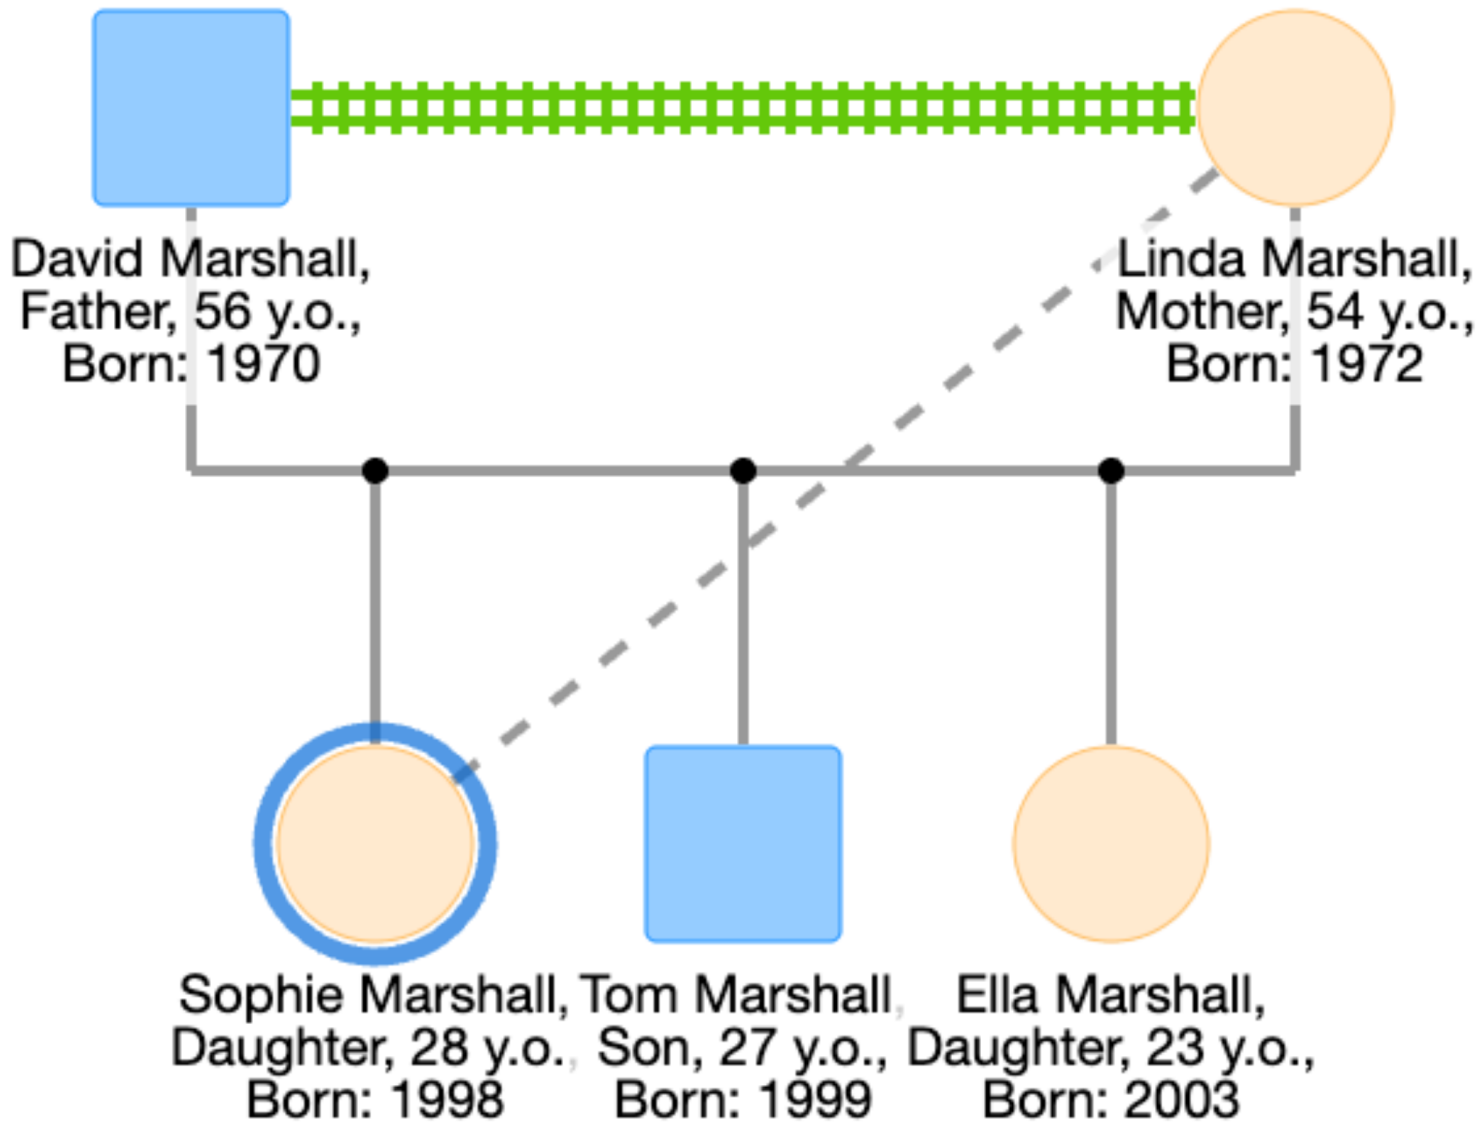 David Marshall,
Father, 56 y.o.,
Born: 1970
Linda Marshall,
Mother, 54 y.o.,
Born: 1972
Sophie Marshall,
Daughter, 28 y.o.,
Born: 1998
Tom Marshall,
Son, 27 y.o.,
Born: 1999
Ella Marshall,
Daughter, 23 y.o.,
Born: 2003